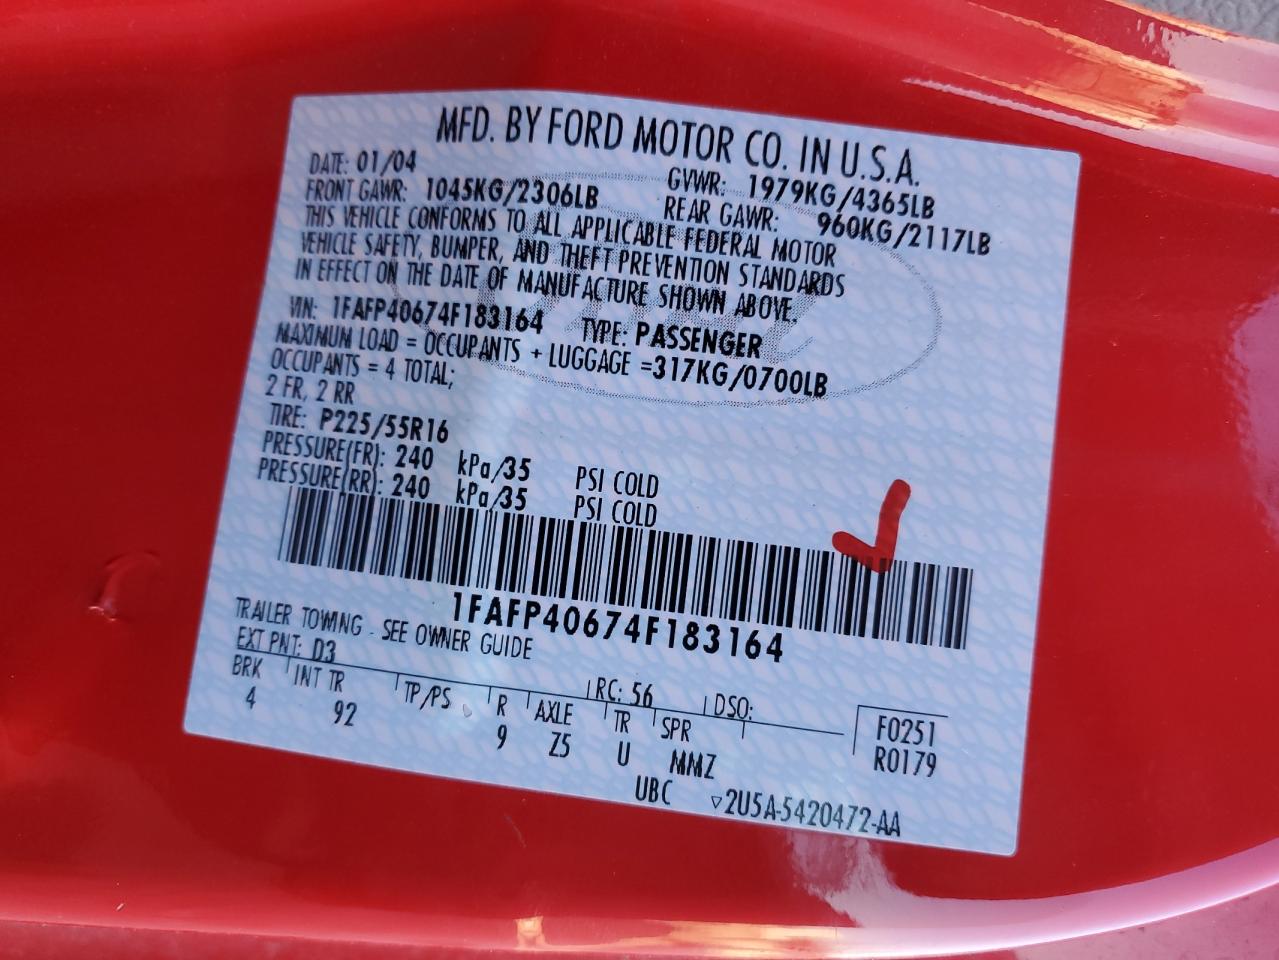 MFD. BY FORD MOTOR CO. IN U.S.A.
DATE: 01/04 GVWR: 1979KG/4365LB
FRONT GAWR: 1045KG/2306LB REAR GAWR: 960KG/2117LB
THIS VEHICLE CONFORMS TO ALL APPLICABLE FEDERAL MOTOR
VEHICLE SAFETY, BUMPER, AND THEFT PREVENTION STANDARDS
IN EFFECT ON THE DATE OF MANUFACTURE SHOWN ABOVE.
VIN: 1FAFP40674F183164 TYPE: PASSENGER
MAXIMUM LOAD = OCCUPANTS + LUGGAGE =317KG/0700LB
OCCUPANTS = 4 TOTAL;
2 FR, 2 RR
TIRE: P225/55R16
PRESSURE(FR): 240 kPa/35 PSI COLD
PRESSURE(RR): 240 kPa/35 PSI COLD
1FAFP40674F183164
TRAILER TOWING - SEE OWNER GUIDE
EXT PNT: D3 RC: 56 DSO:
BRK INT TR TP/PS R AXLE TR SPR F0251
4 92 9 Z5 U MMZ R0179
UBC ▽2U5A-5420472-AA